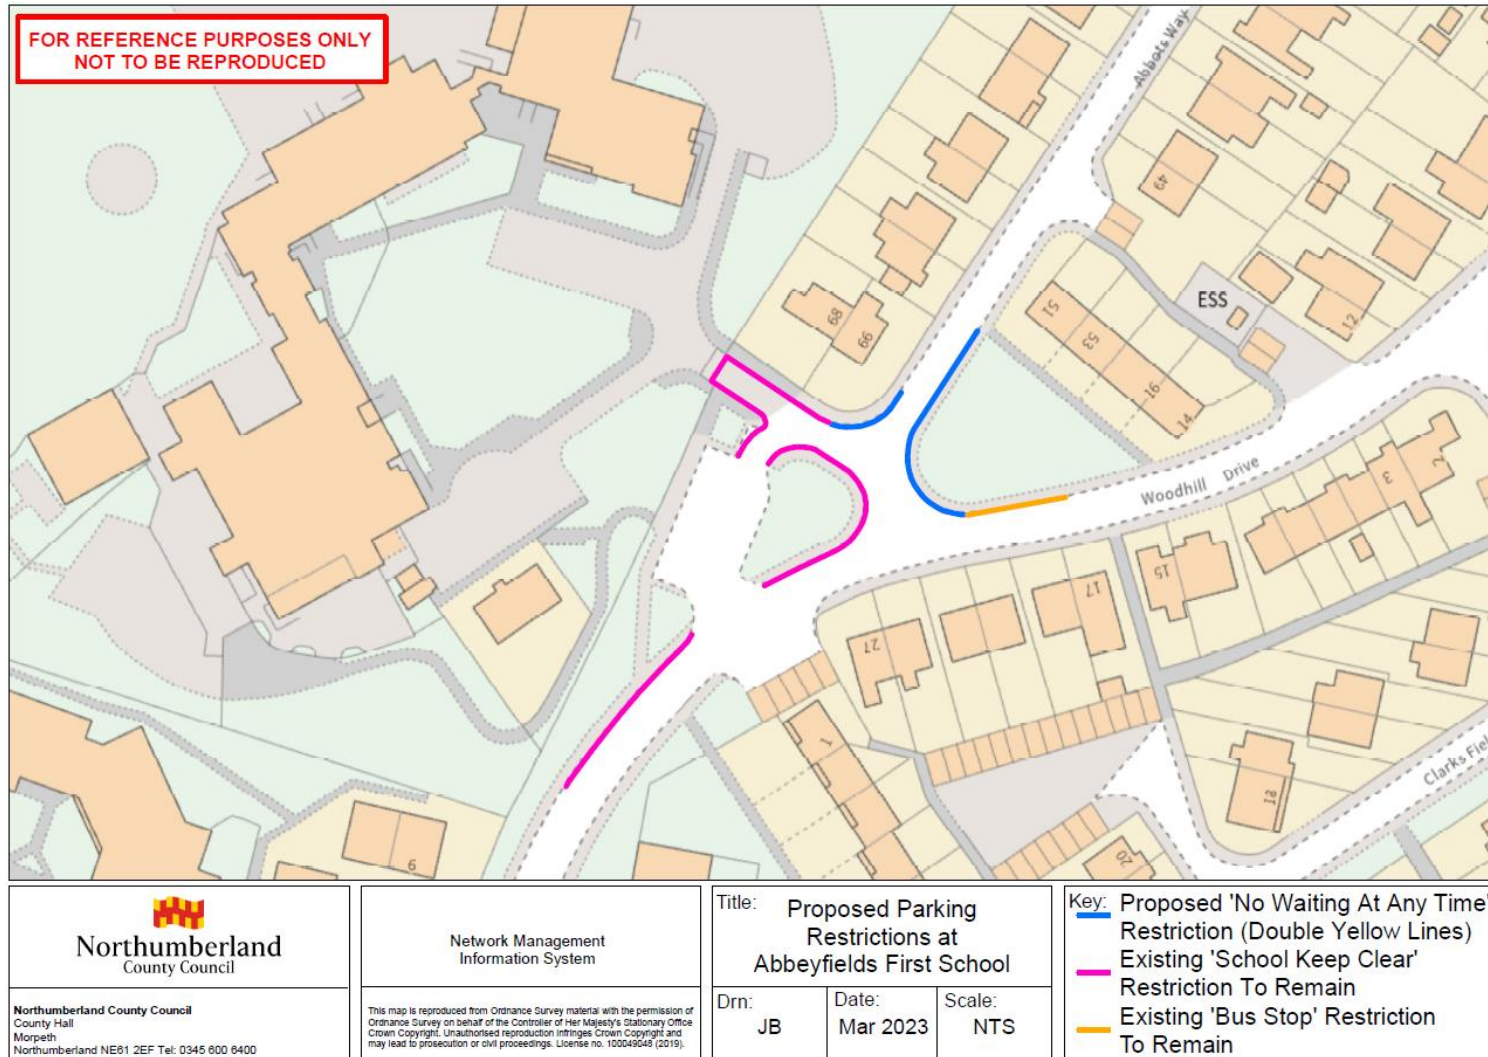 FOR REFERENCE PURPOSES ONLY
NOT TO BE REPRODUCED
Abbots Way
49
68
66
51
53
16
14
ESS
12
Woodhill Drive
2
3
15
17
27
1
18
20
6
Clarks Fiel
Northumberland
County Council
Northumberland County Council
County Hall
Morpeth
Northumberland NE61 2EF Tel: 0345 600 6400
Network Management
Information System
This map is reproduced from Ordnance Survey material with the permission of
Ordnance Survey on behalf of the Controller of Her Majesty's Stationary Office
Crown Copyright. Unauthorised reproduction infringes Crown Copyright and
may lead to prosecution or civil proceedings. License no. 100049048 (2019).
Title: Proposed Parking
Restrictions at
Abbeyfields First School
Drn:
JB
Date:
Mar 2023
Scale:
NTS
Key: Proposed 'No Waiting At Any Time'
Restriction (Double Yellow Lines)
Existing 'School Keep Clear'
Restriction To Remain
Existing 'Bus Stop' Restriction
To Remain